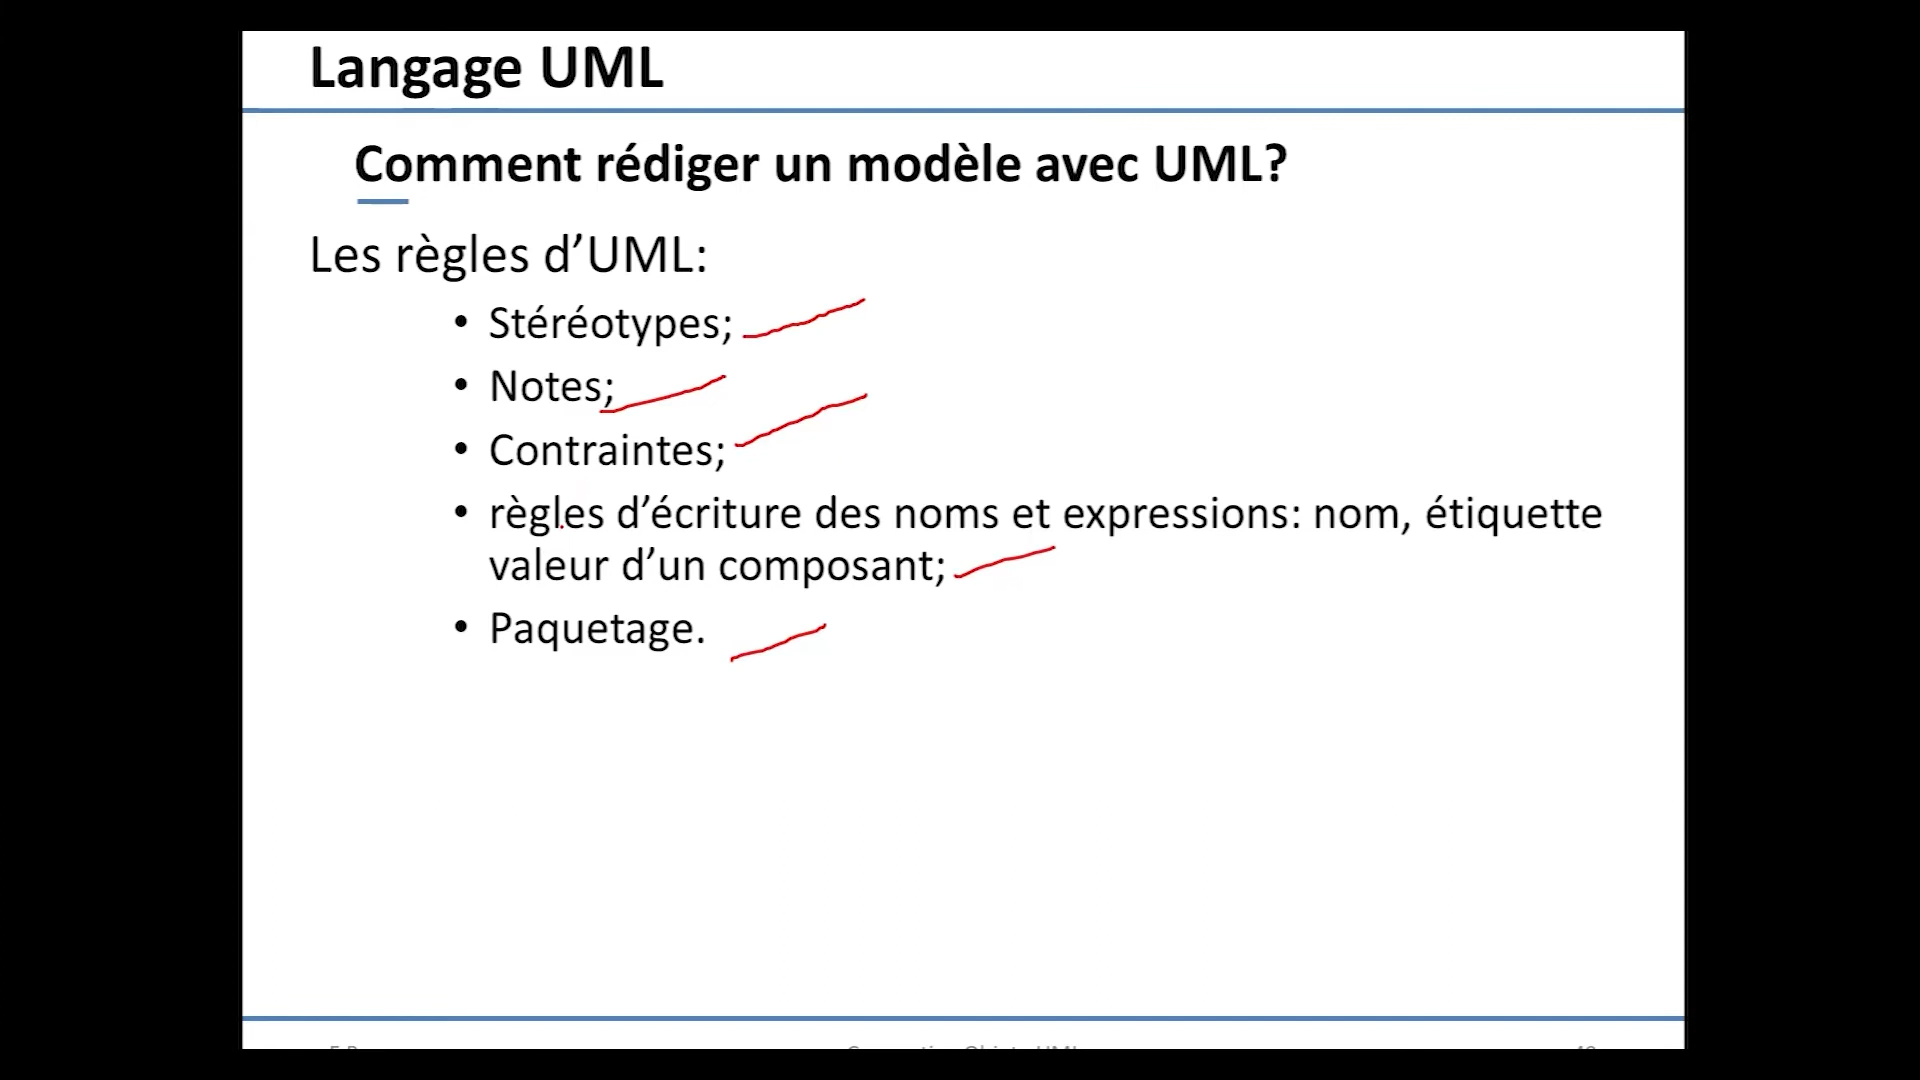 Langage UML
Comment rédiger un modèle avec UML?
Les règles d’UML:
• Stéréotypes;
• Notes;
• Contraintes;
• règles d’écriture des noms et expressions: nom, étiquette
valeur d’un composant;
• Paquetage.